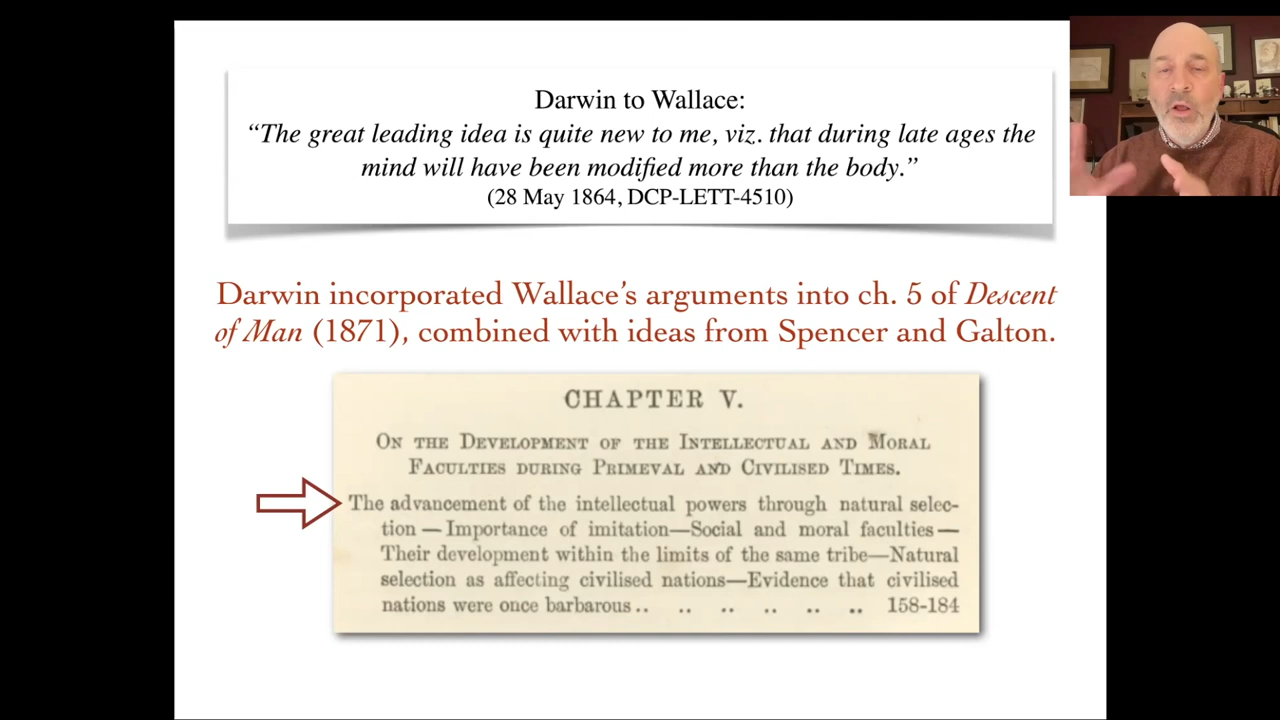 Darwin to Wallace:
“The great leading idea is quite new to me, viz. that during late ages the
mind will have been modified more than the body.”
(28 May 1864, DCP-LETT-4510)
Darwin incorporated Wallace’s arguments into ch. 5 of Descent
of Man (1871), combined with ideas from Spencer and Galton.
CHAPTER V.
On the Development of the Intellectual and Moral
Faculties during Primeval and Civilised Times.
The advancement of the intellectual powers through natural selec-
tion — Importance of imitation—Social and moral faculties—
Their development within the limits of the same tribe—Natural
selection as affecting civilised nations—Evidence that civilised
nations were once barbarous .. .. .. .. .. .. 158-184